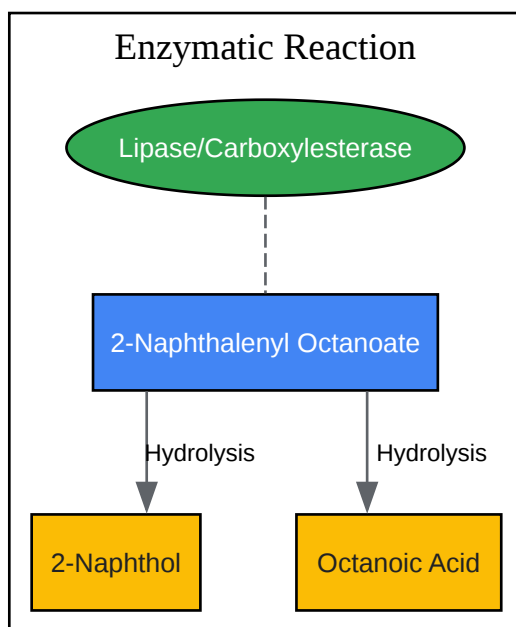 Enzymatic Reaction
Lipase/Carboxylesterase
2-Naphthalenyl Octanoate
Hydrolysis
Hydrolysis
2-Naphthol
Octanoic Acid